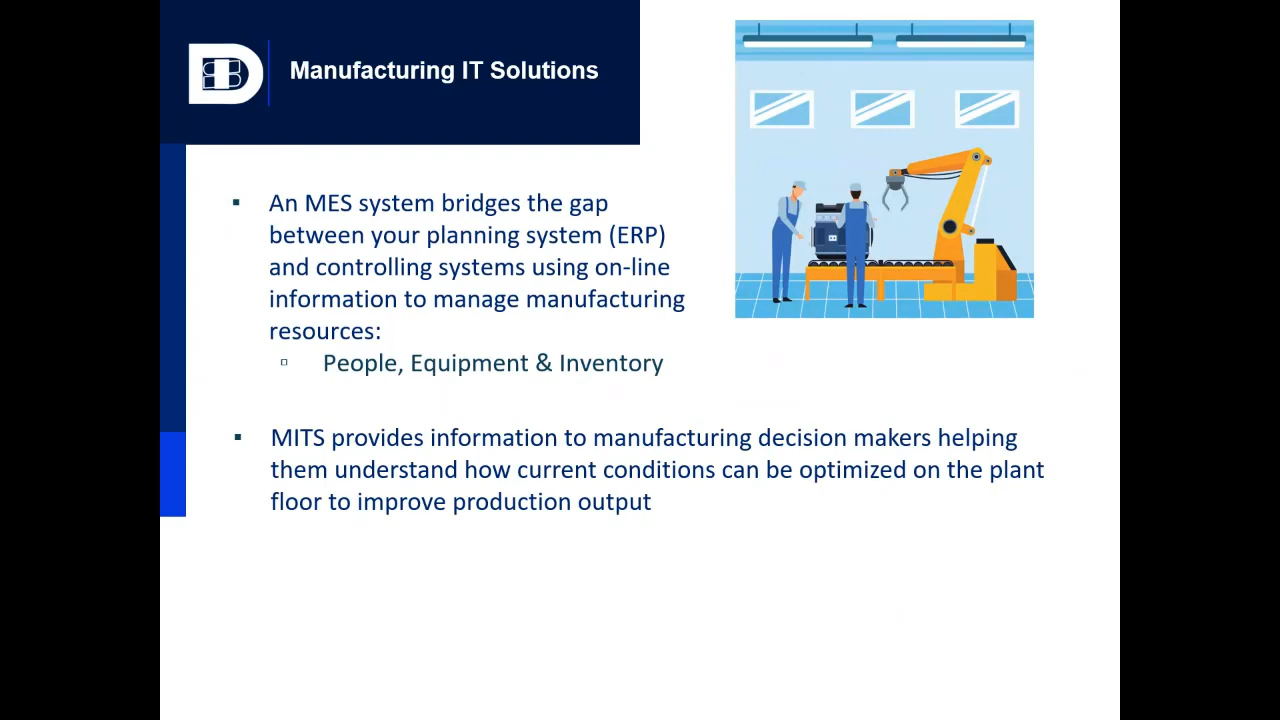 Manufacturing IT Solutions
▪ An MES system bridges the gap
between your planning system (ERP)
and controlling systems using on-line
information to manage manufacturing
resources:
▫ People, Equipment & Inventory
▪ MITS provides information to manufacturing decision makers helping
them understand how current conditions can be optimized on the plant
floor to improve production output